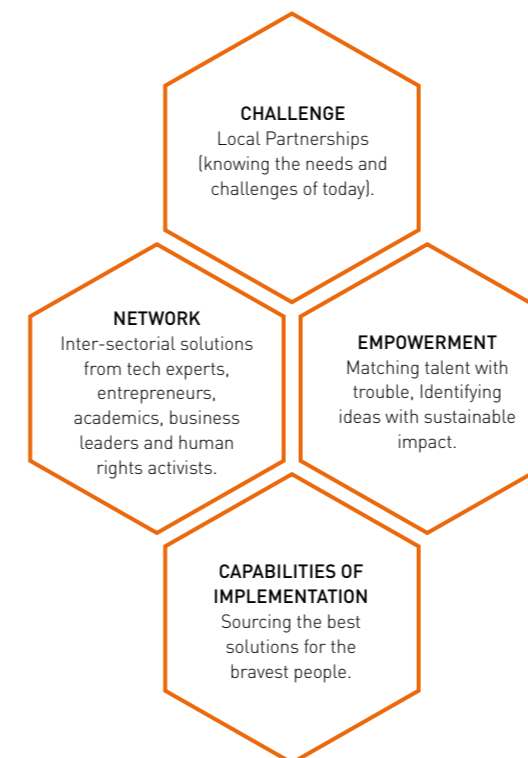 CHALLENGE
Local Partnerships
(knowing the needs and
challenges of today).
NETWORK
Inter-sectorial solutions
from tech experts,
entrepreneurs,
academics, business
leaders and human
rights activists.
EMPOWERMENT
Matching talent with
trouble, Identifying
ideas with sustainable
impact.
CAPABILITIES OF
IMPLEMENTATION
Sourcing the best
solutions for the
bravest people.